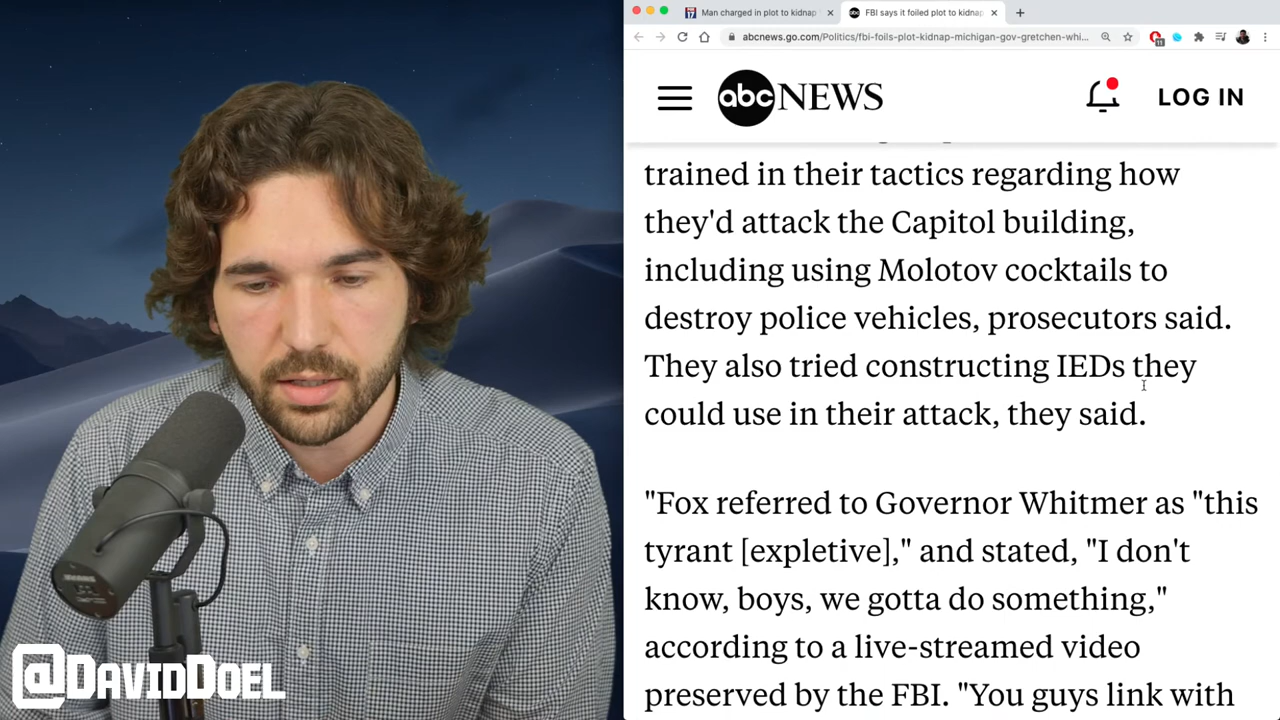 Man charged in plot to kidnap
FBI says it foiled plot to kidnap
abcnews.go.com/Politics/fbi-foils-plot-kidnap-michigan-gov-gretchen-whi...
11
abc NEWS
LOG IN
trained in their tactics regarding how
they'd attack the Capitol building,
including using Molotov cocktails to
destroy police vehicles, prosecutors said.
They also tried constructing IEDs they
could use in their attack, they said.
"Fox referred to Governor Whitmer as "this
tyrant [expletive]," and stated, "I don't
know, boys, we gotta do something,"
according to a live-streamed video
preserved by the FBI. "You guys link with
@DAVIDDOEL